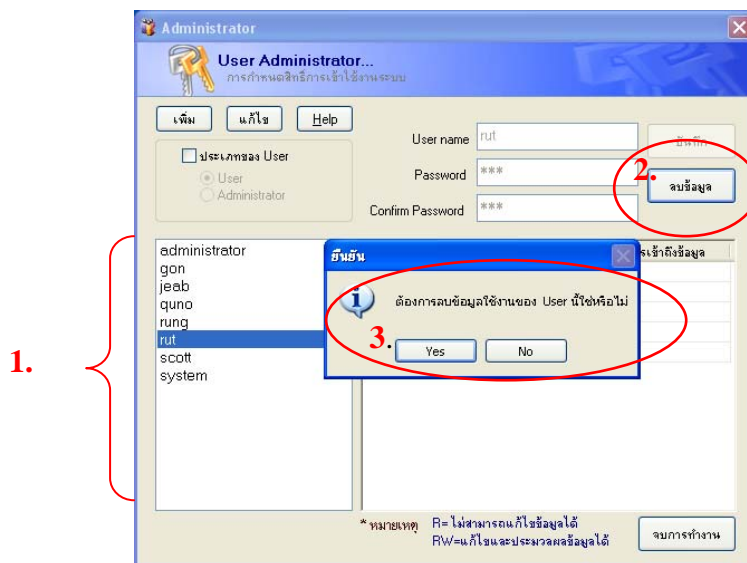 Administrator
User Administrator...
การกำหนดสิทธิ์การเข้าใช้งานระบบ
เพิ่ม แก้ไข Help
ประเภทของ User
User
Administrator
User name rut
Password ***
Confirm Password ***
บันทึก
2.
ลบข้อมูล
1.
administrator
gon
jeab
quno
rung
rut
scott
system
รเข้าถึงข้อมูล
ยืนยัน
ต้องการลบข้อมูลใช้งานของ User นี้ใช่หรือไม่
3.
Yes No
* หมายเหตุ R= ไม่สามารถแก้ไขข้อมูลได้
RW=แก้ไขและประมวลผลข้อมูลได้
จบการทำงาน